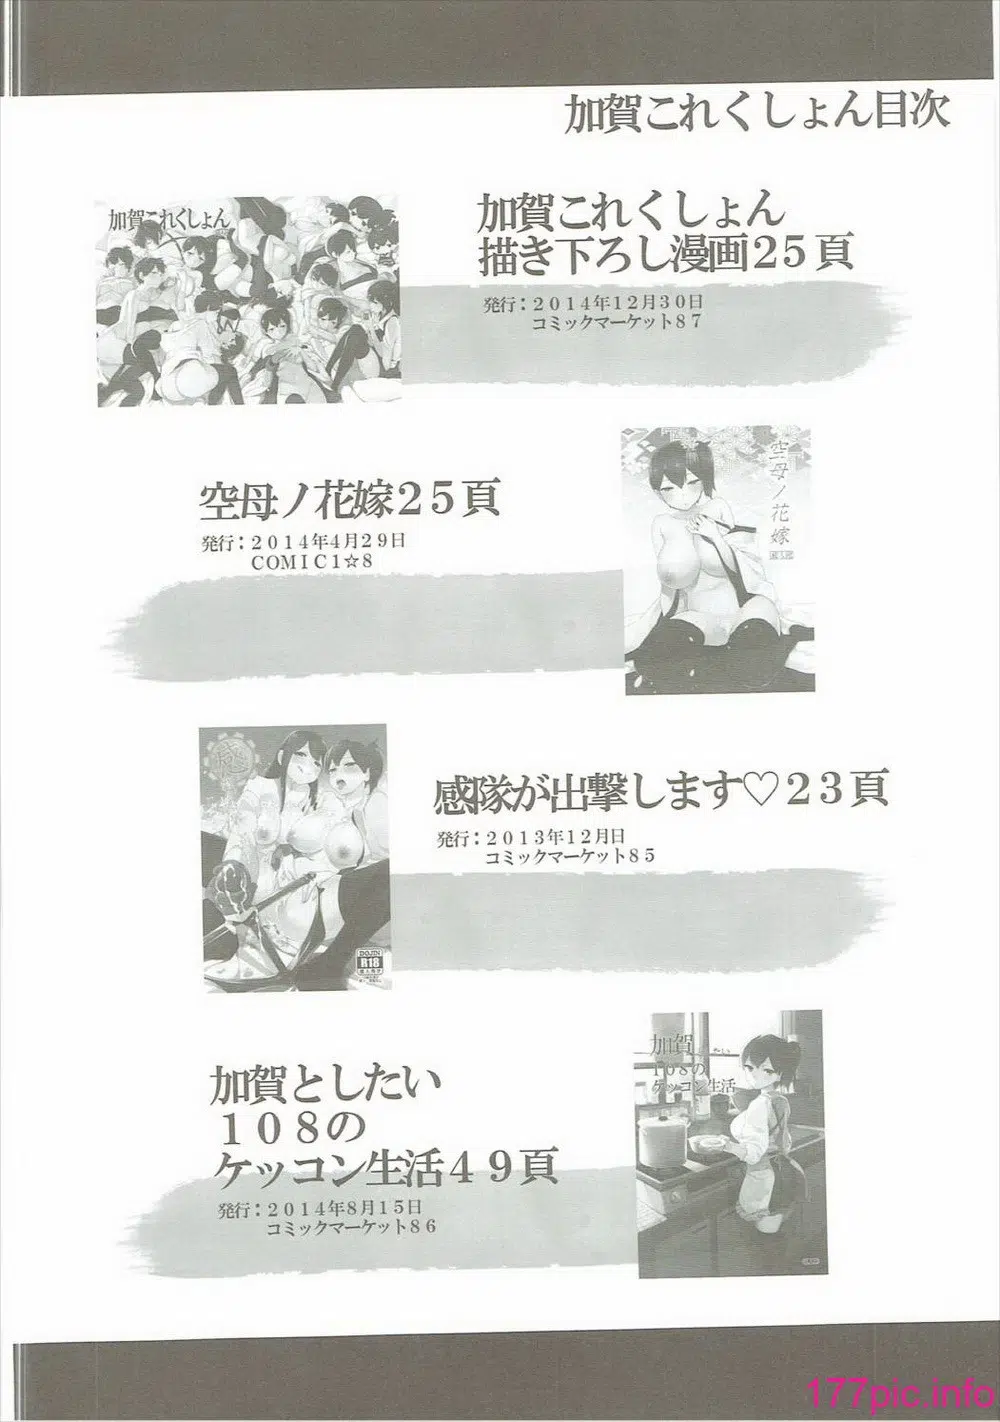 加賀これくしょん目次
加賀これくしょん
加賀これくしょん
描き下ろし漫画25頁
発行：2014年12月30日
コミックマーケット87
空母ノ花嫁25頁
発行：2014年4月29日
COMIC1☆8
空母ノ花嫁
感隊が出撃します♡23頁
発行：2013年12月日
コミックマーケット85
DOJIN
R18
加賀としたい
108の
ケッコン生活49頁
発行：2014年8月15日
コミックマーケット86
加賀
108の
ケッコン生活
177pic.info